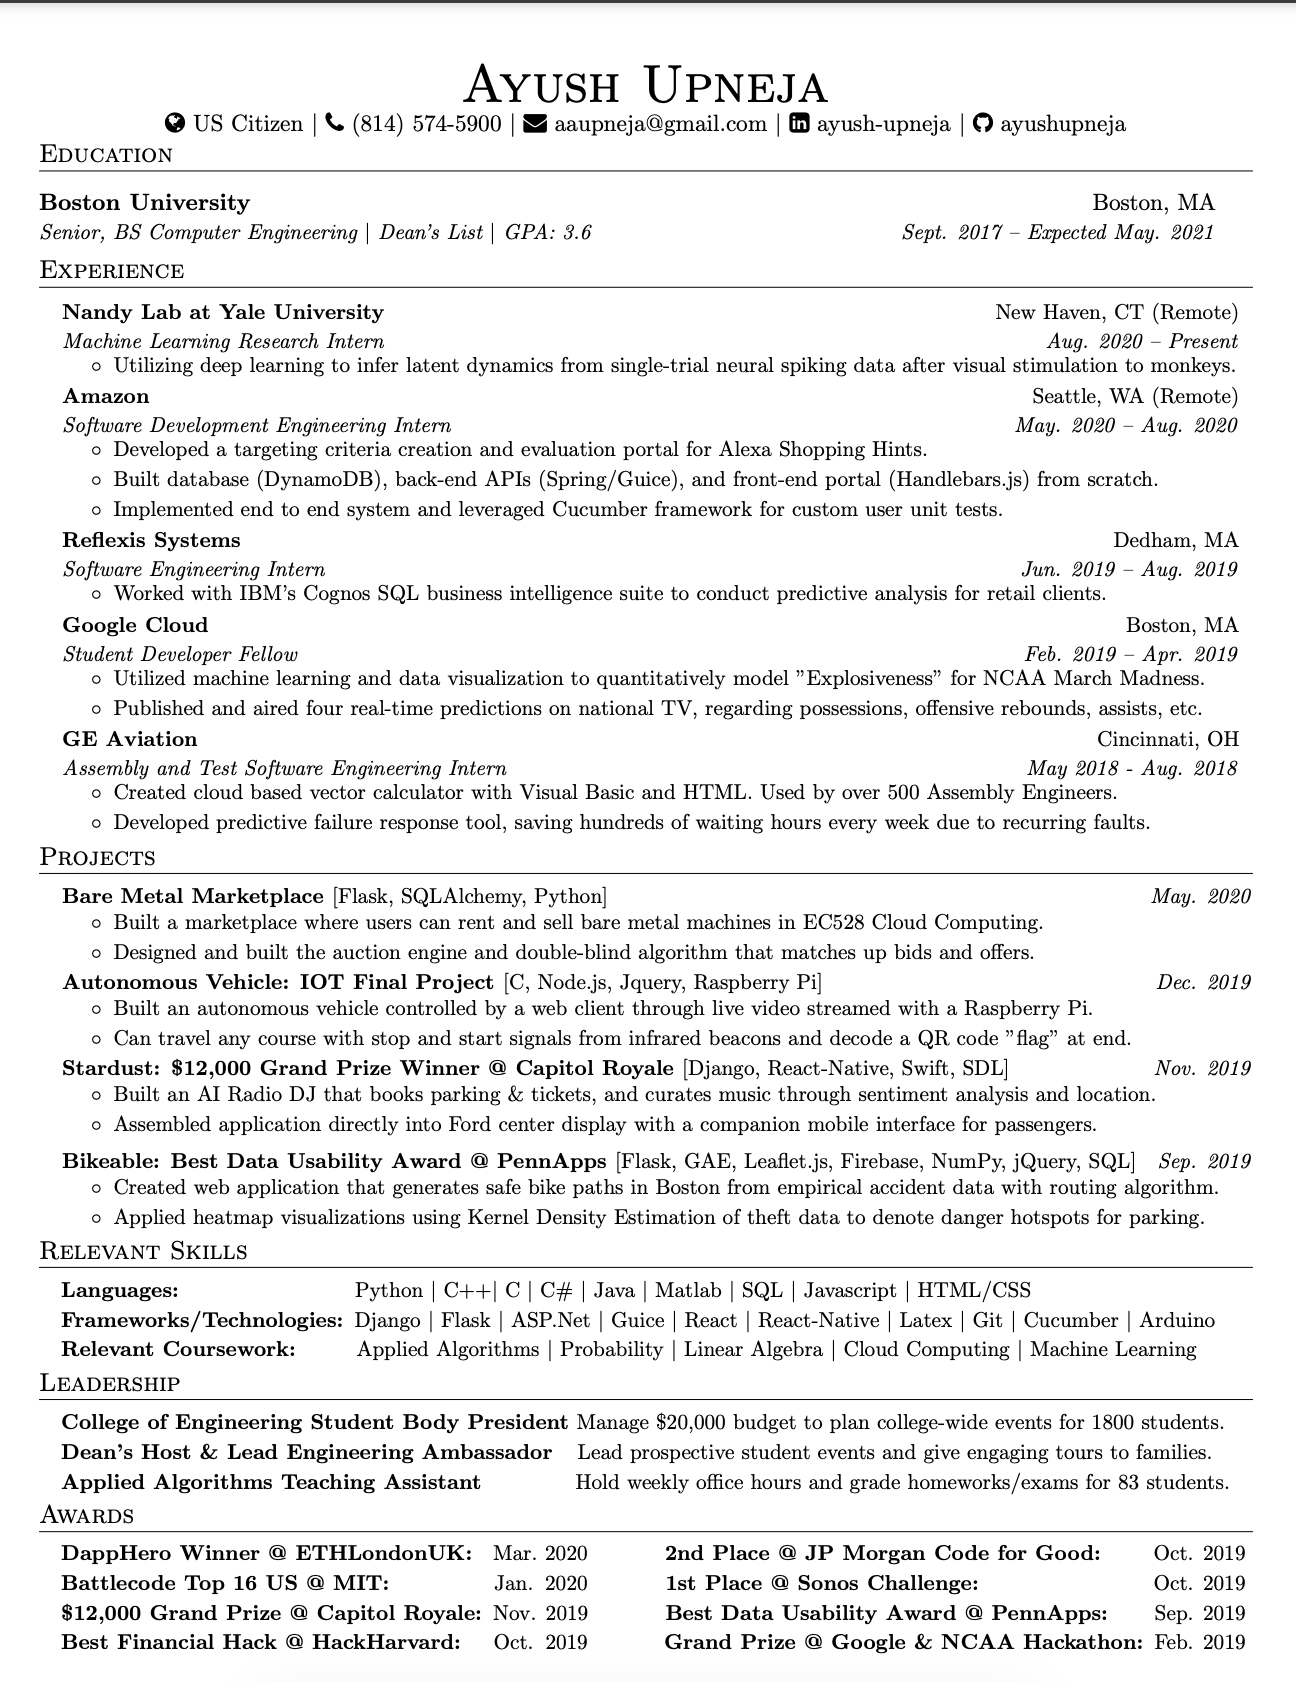 Ayush Upneja
US Citizen | (814) 574-5900 | aaupneja@gmail.com | ayush-upneja | ayushupneja
Education
Boston University Boston, MA
Senior, BS Computer Engineering | Dean's List | GPA: 3.6 Sept. 2017 – Expected May. 2021
Experience
Nandy Lab at Yale University New Haven, CT (Remote)
Machine Learning Research Intern Aug. 2020 – Present
◦ Utilizing deep learning to infer latent dynamics from single-trial neural spiking data after visual stimulation to monkeys.
Amazon Seattle, WA (Remote)
Software Development Engineering Intern May. 2020 – Aug. 2020
◦ Developed a targeting criteria creation and evaluation portal for Alexa Shopping Hints.
◦ Built database (DynamoDB), back-end APIs (Spring/Guice), and front-end portal (Handlebars.js) from scratch.
◦ Implemented end to end system and leveraged Cucumber framework for custom user unit tests.
Reflexis Systems Dedham, MA
Software Engineering Intern Jun. 2019 – Aug. 2019
◦ Worked with IBM's Cognos SQL business intelligence suite to conduct predictive analysis for retail clients.
Google Cloud Boston, MA
Student Developer Fellow Feb. 2019 – Apr. 2019
◦ Utilized machine learning and data visualization to quantitatively model ”Explosiveness” for NCAA March Madness.
◦ Published and aired four real-time predictions on national TV, regarding possessions, offensive rebounds, assists, etc.
GE Aviation Cincinnati, OH
Assembly and Test Software Engineering Intern May 2018 - Aug. 2018
◦ Created cloud based vector calculator with Visual Basic and HTML. Used by over 500 Assembly Engineers.
◦ Developed predictive failure response tool, saving hundreds of waiting hours every week due to recurring faults.
Projects
Bare Metal Marketplace [Flask, SQLAlchemy, Python] May. 2020
◦ Built a marketplace where users can rent and sell bare metal machines in EC528 Cloud Computing.
◦ Designed and built the auction engine and double-blind algorithm that matches up bids and offers.
Autonomous Vehicle: IOT Final Project [C, Node.js, Jquery, Raspberry Pi] Dec. 2019
◦ Built an autonomous vehicle controlled by a web client through live video streamed with a Raspberry Pi.
◦ Can travel any course with stop and start signals from infrared beacons and decode a QR code ”flag” at end.
Stardust: $12,000 Grand Prize Winner @ Capitol Royale [Django, React-Native, Swift, SDL] Nov. 2019
◦ Built an AI Radio DJ that books parking & tickets, and curates music through sentiment analysis and location.
◦ Assembled application directly into Ford center display with a companion mobile interface for passengers.
Bikeable: Best Data Usability Award @ PennApps [Flask, GAE, Leaflet.js, Firebase, NumPy, jQuery, SQL] Sep. 2019
◦ Created web application that generates safe bike paths in Boston from empirical accident data with routing algorithm.
◦ Applied heatmap visualizations using Kernel Density Estimation of theft data to denote danger hotspots for parking.
Relevant Skills
Languages: Python | C++| C | C# | Java | Matlab | SQL | Javascript | HTML/CSS
Frameworks/Technologies: Django | Flask | ASP.Net | Guice | React | React-Native | Latex | Git | Cucumber | Arduino
Relevant Coursework: Applied Algorithms | Probability | Linear Algebra | Cloud Computing | Machine Learning
Leadership
College of Engineering Student Body President Manage $20,000 budget to plan college-wide events for 1800 students.
Dean's Host & Lead Engineering Ambassador Lead prospective student events and give engaging tours to families.
Applied Algorithms Teaching Assistant Hold weekly office hours and grade homeworks/exams for 83 students.
Awards
DappHero Winner @ ETHLondonUK: Mar. 2020 2nd Place @ JP Morgan Code for Good: Oct. 2019
Battlecode Top 16 US @ MIT: Jan. 2020 1st Place @ Sonos Challenge: Oct. 2019
$12,000 Grand Prize @ Capitol Royale: Nov. 2019 Best Data Usability Award @ PennApps: Sep. 2019
Best Financial Hack @ HackHarvard: Oct. 2019 Grand Prize @ Google & NCAA Hackathon: Feb. 2019